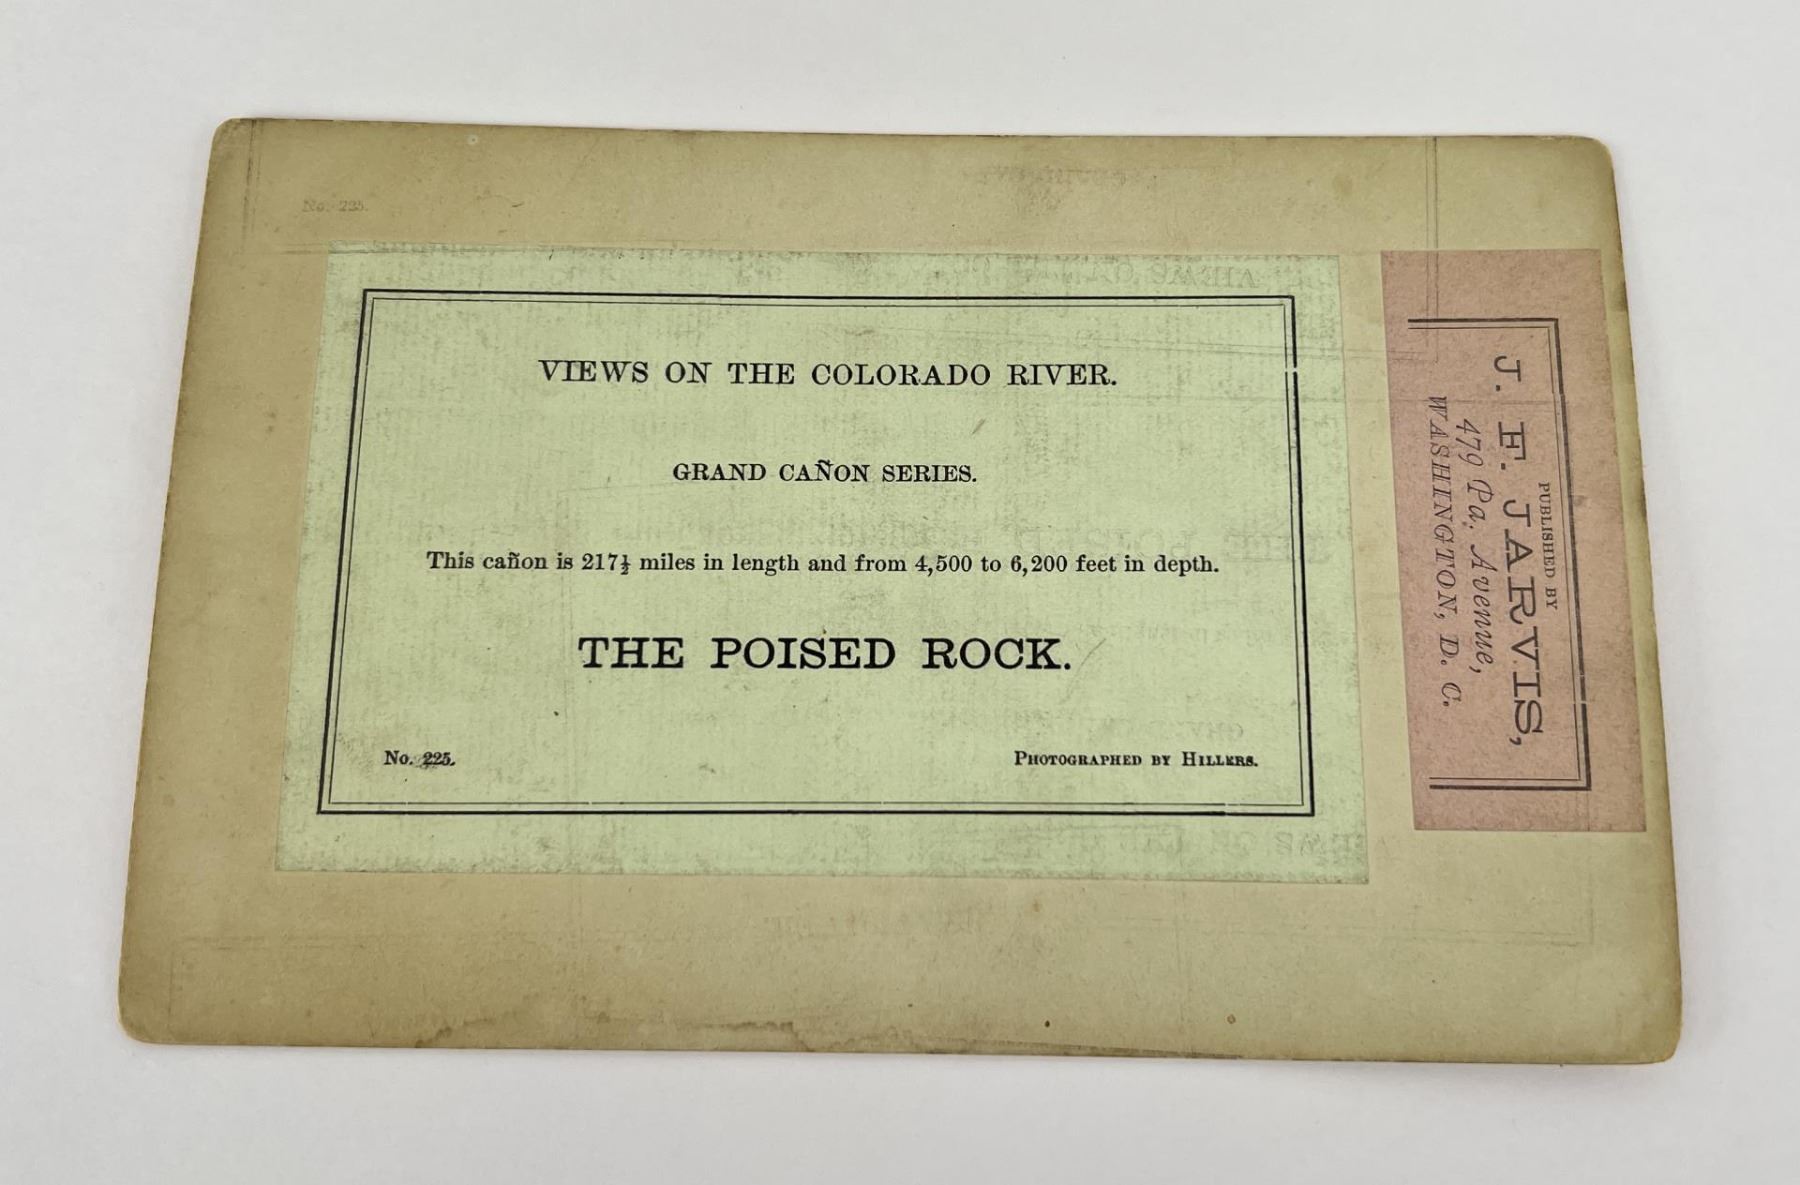 No. 225.
VIEWS ON THE COLORADO RIVER.
GRAND CAÑON SERIES.
This cañon is 217½ miles in length and from 4,500 to 6,200 feet in depth.
THE POISED ROCK.
No. 225.
PHOTOGRAPHED BY HILLERS.
PUBLISHED BY
J. F. JARVIS,
479 Pa. Avenue,
WASHINGTON, D. C.